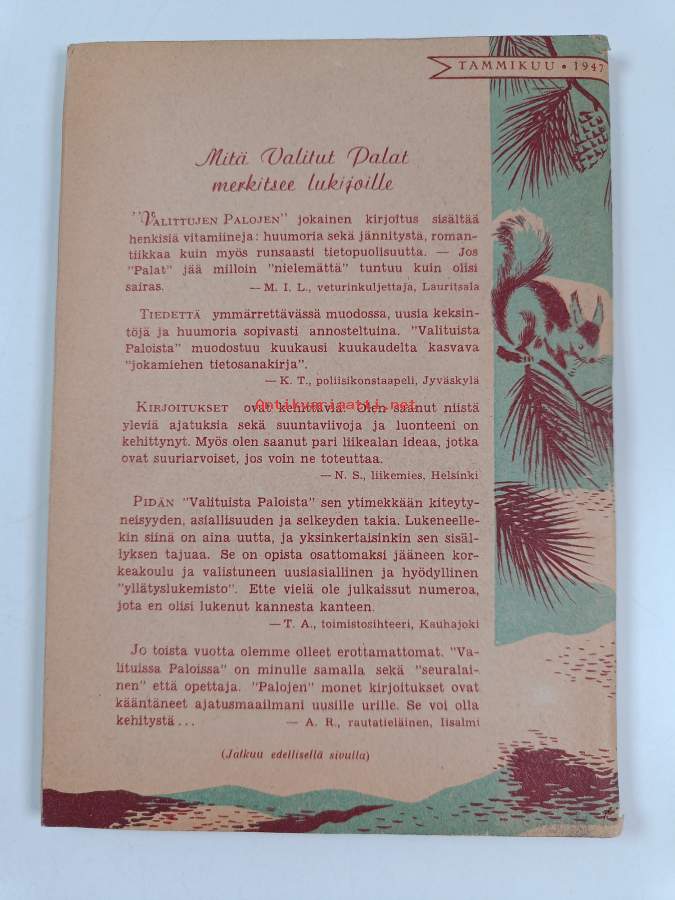 TAMMIKUU • 1947
Mitä Valitut Palat
merkitsee lukijoille
"VALITTUJEN PALOJEN" jokainen kirjoitus sisältää
henkisiä vitamiineja: huumoria sekä jännitystä, roman-
tiikkaa kuin myös runsaasti tietopuolisuutta. — Jos
"Palat" jää milloin "nielemättä" tuntuu kuin olisi
sairas. — M. I. L., veturinkuljettaja, Lauritsala
TIEDETTÄ ymmärrettävässä muodossa, uusia keksin-
töjä ja huumoria sopivasti annosteltuina. "Valituista
Paloista" muodostuu kuukausi kuukaudelta kasvava
"jokamiehen tietosanakirja".
— K. T., poliisikonstaapeli, Jyväskylä
Antikvariaatti.net
KIRJOITUKSET ovat kehittäviä. Olen saanut niistä
yleviä ajatuksia sekä suuntaviivoja ja luonteeni on
kehittynyt. Myös olen saanut pari liikealan ideaa, jotka
ovat suuriarvoiset, jos voin ne toteuttaa.
— N. S., liikemies, Helsinki
PIDÄN "Valituista Paloista" sen ytimekkään kiteyty-
neisyyden, asiallisuuden ja selkeyden takia. Lukeneelle-
kin siinä on aina uutta, ja yksinkertaisinkin sen sisäl-
lyksen tajuaa. Se on opista osattomaksi jääneen kor-
keakoulu ja valistuneen uusiasiallinen ja hyödyllinen
"yllätyslukemisto". Ette vielä ole julkaissut numeroa,
jota en olisi lukenut kannesta kanteen.
— T. A., toimistosihteeri, Kauhajoki
JO toista vuotta olemme olleet erottamattomat. "Va-
lituissa Paloissa" on minulle samalla sekä "seuralai-
nen" että opettaja. "Palojen" monet kirjoitukset ovat
kääntäneet ajatusmaailmani uusille urille. Se voi olla
kehitystä... — A. R., rautatieläinen, Iisalmi
(Jatkuu edellisellä sivulla)